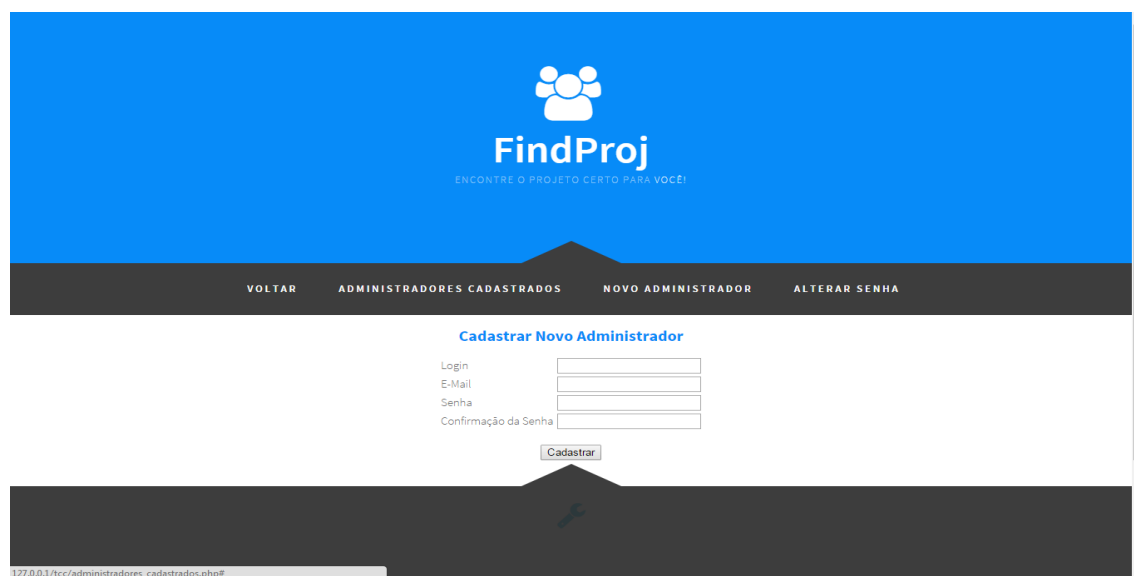 FindProj
ENCONTRE O PROJETO CERTO PARA VOCÊ!
VOLTAR ADMINISTRADORES CADASTRADOS NOVO ADMINISTRADOR ALTERAR SENHA
Cadastrar Novo Administrador
Login
E-Mail
Senha
Confirmação da Senha
Cadastrar
127.0.0.1/tcc/administradores_cadastrados.php#